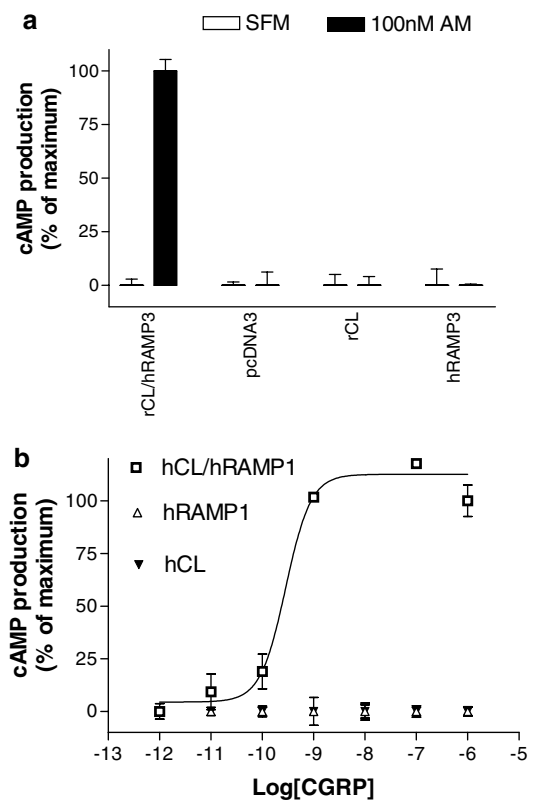 a
SFM
100nM AM
cAMP production
(% of maximum)
100
75
50
25
0
rCL/hRAMP3
pcDNA3
rCL
hRAMP3
b
hCL/hRAMP1
hRAMP1
hCL
cAMP production
(% of maximum)
100
75
50
25
0
-13 -12 -11 -10 -9 -8 -7 -6 -5
Log[CGRP]